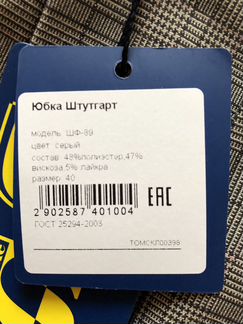 Юбка Штутгарт
модель: ШФ-89
цвет: серый
состав: 48%полиэстер,47%
вискоза,5% лайкра
размер: 40
EAC
2 902587 401004
ГОСТ 25294-2003
ТОМСКЛ00398